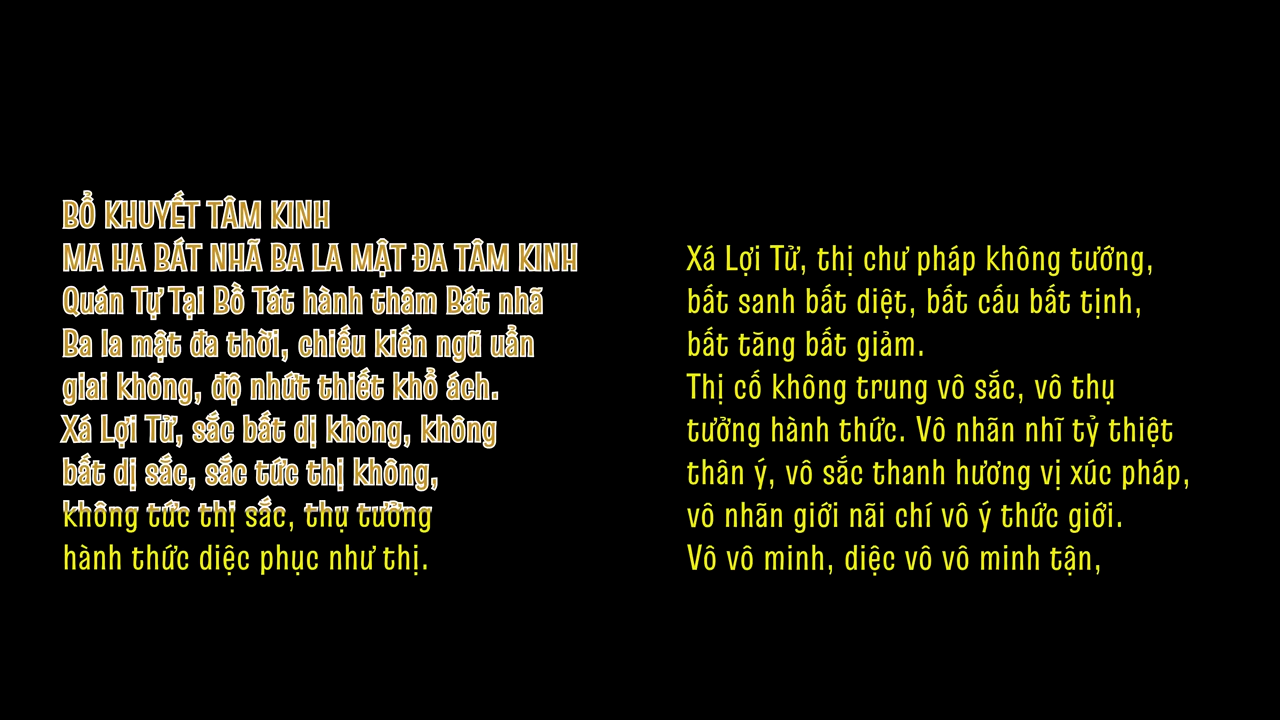 BỔ KHUYẾT TÂM KINH
MA HA BÁT NHÃ BA LA MẬT ĐA TÂM KINH
Quán Tự Tại Bồ Tát hành thâm Bát nhã
Ba la mật đa thời, chiếu kiến ngũ uẩn
giai không, độ nhứt thiết khổ ách.
Xá Lợi Tử, sắc bất dị không, không
bất dị sắc, sắc tức thị không,
không tức thị sắc, thụ tưởng
hành thức diệc phục như thị.
Xá Lợi Tử, thị chư pháp không tướng,
bất sanh bất diệt, bất cấu bất tịnh,
bất tăng bất giảm.
Thị cố không trung vô sắc, vô thụ
tưởng hành thức. Vô nhãn nhĩ tỷ thiệt
thân ý, vô sắc thanh hương vị xúc pháp,
vô nhãn giới nãi chí vô ý thức giới.
Vô vô minh, diệc vô vô minh tận,